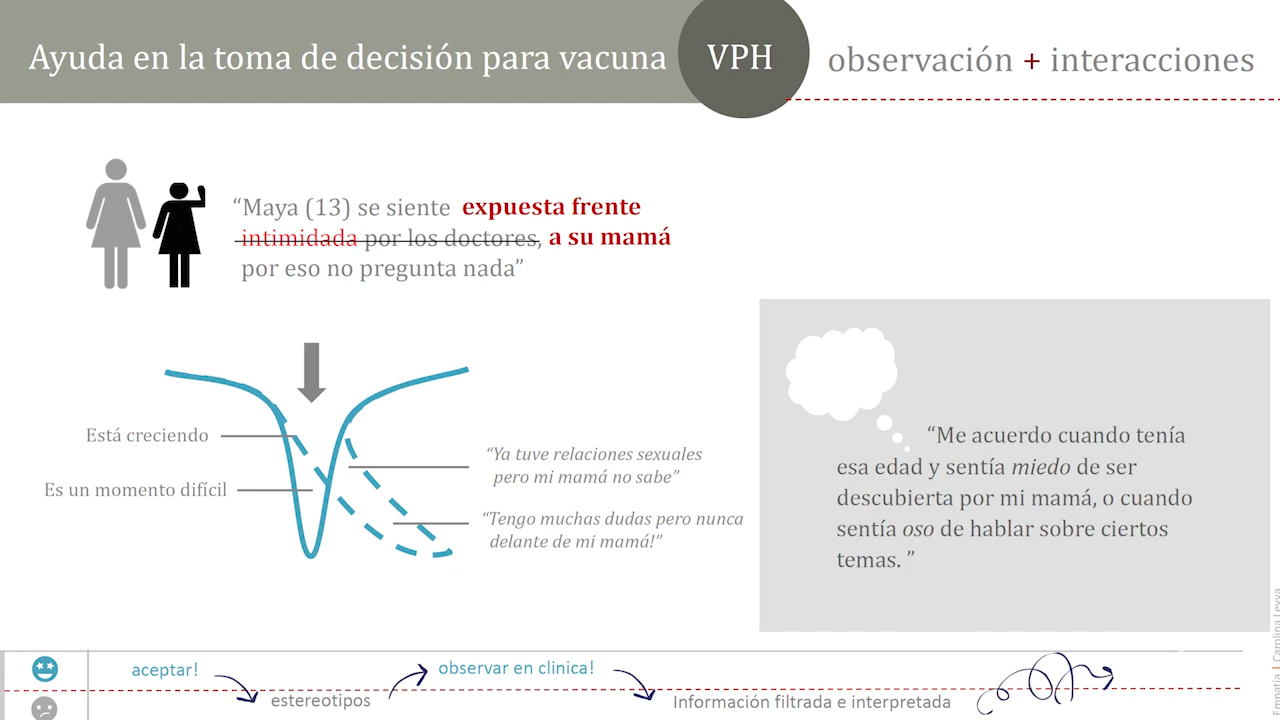 Ayuda en la toma de decisión para vacuna VPH observación + interacciones
“Maya (13) se siente expuesta frente
intimidada por los doctores, a su mamá
por eso no pregunta nada”
Está creciendo
Es un momento difícil
“Ya tuve relaciones sexuales
pero mi mamá no sabe”
“Tengo muchas dudas pero nunca
delante de mi mamá!”
“Me acuerdo cuando tenía
esa edad y sentía miedo de ser
descubierta por mi mamá, o cuando
sentía oso de hablar sobre ciertos
temas. ”
aceptar!
estereotipos
observar en clinica!
Información filtrada e interpretada
Empatía | Carolina Leyva